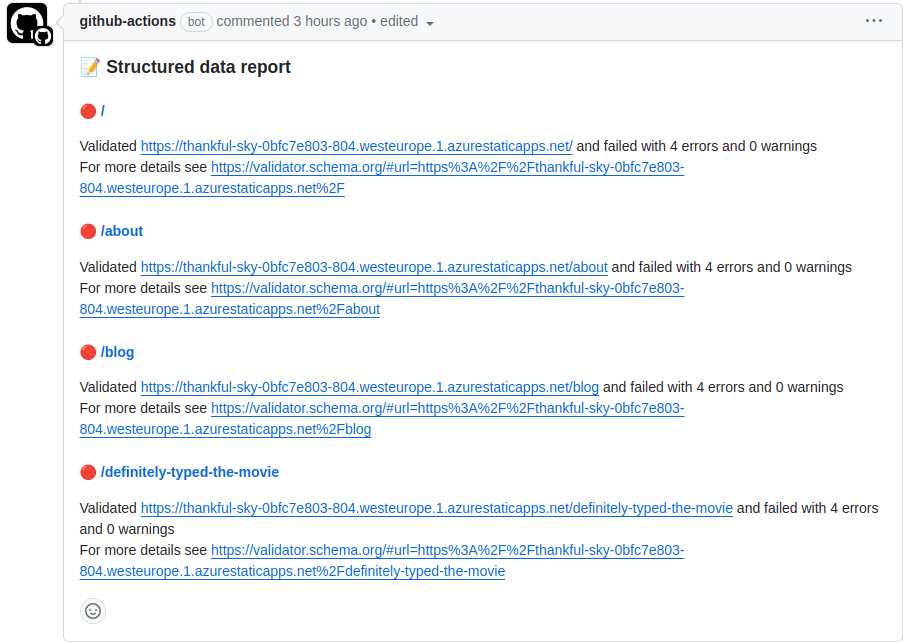 github-actions bot commented 3 hours ago • edited
Structured data report
/
Validated https://thankful-sky-0bfc7e803-804.westeurope.1.azurestaticapps.net/ and failed with 4 errors and 0 warnings
For more details see https://validator.schema.org/#url=https%3A%2F%2Fthankful-sky-0bfc7e803-
804.westeurope.1.azurestaticapps.net%2F
/about
Validated https://thankful-sky-0bfc7e803-804.westeurope.1.azurestaticapps.net/about and failed with 4 errors and 0 warnings
For more details see https://validator.schema.org/#url=https%3A%2F%2Fthankful-sky-0bfc7e803-
804.westeurope.1.azurestaticapps.net%2Fabout
/blog
Validated https://thankful-sky-0bfc7e803-804.westeurope.1.azurestaticapps.net/blog and failed with 4 errors and 0 warnings
For more details see https://validator.schema.org/#url=https%3A%2F%2Fthankful-sky-0bfc7e803-
804.westeurope.1.azurestaticapps.net%2Fblog
/definitely-typed-the-movie
Validated https://thankful-sky-0bfc7e803-804.westeurope.1.azurestaticapps.net/definitely-typed-the-movie and failed with 4 errors
and 0 warnings
For more details see https://validator.schema.org/#url=https%3A%2F%2Fthankful-sky-0bfc7e803-
804.westeurope.1.azurestaticapps.net%2Fdefinitely-typed-the-movie